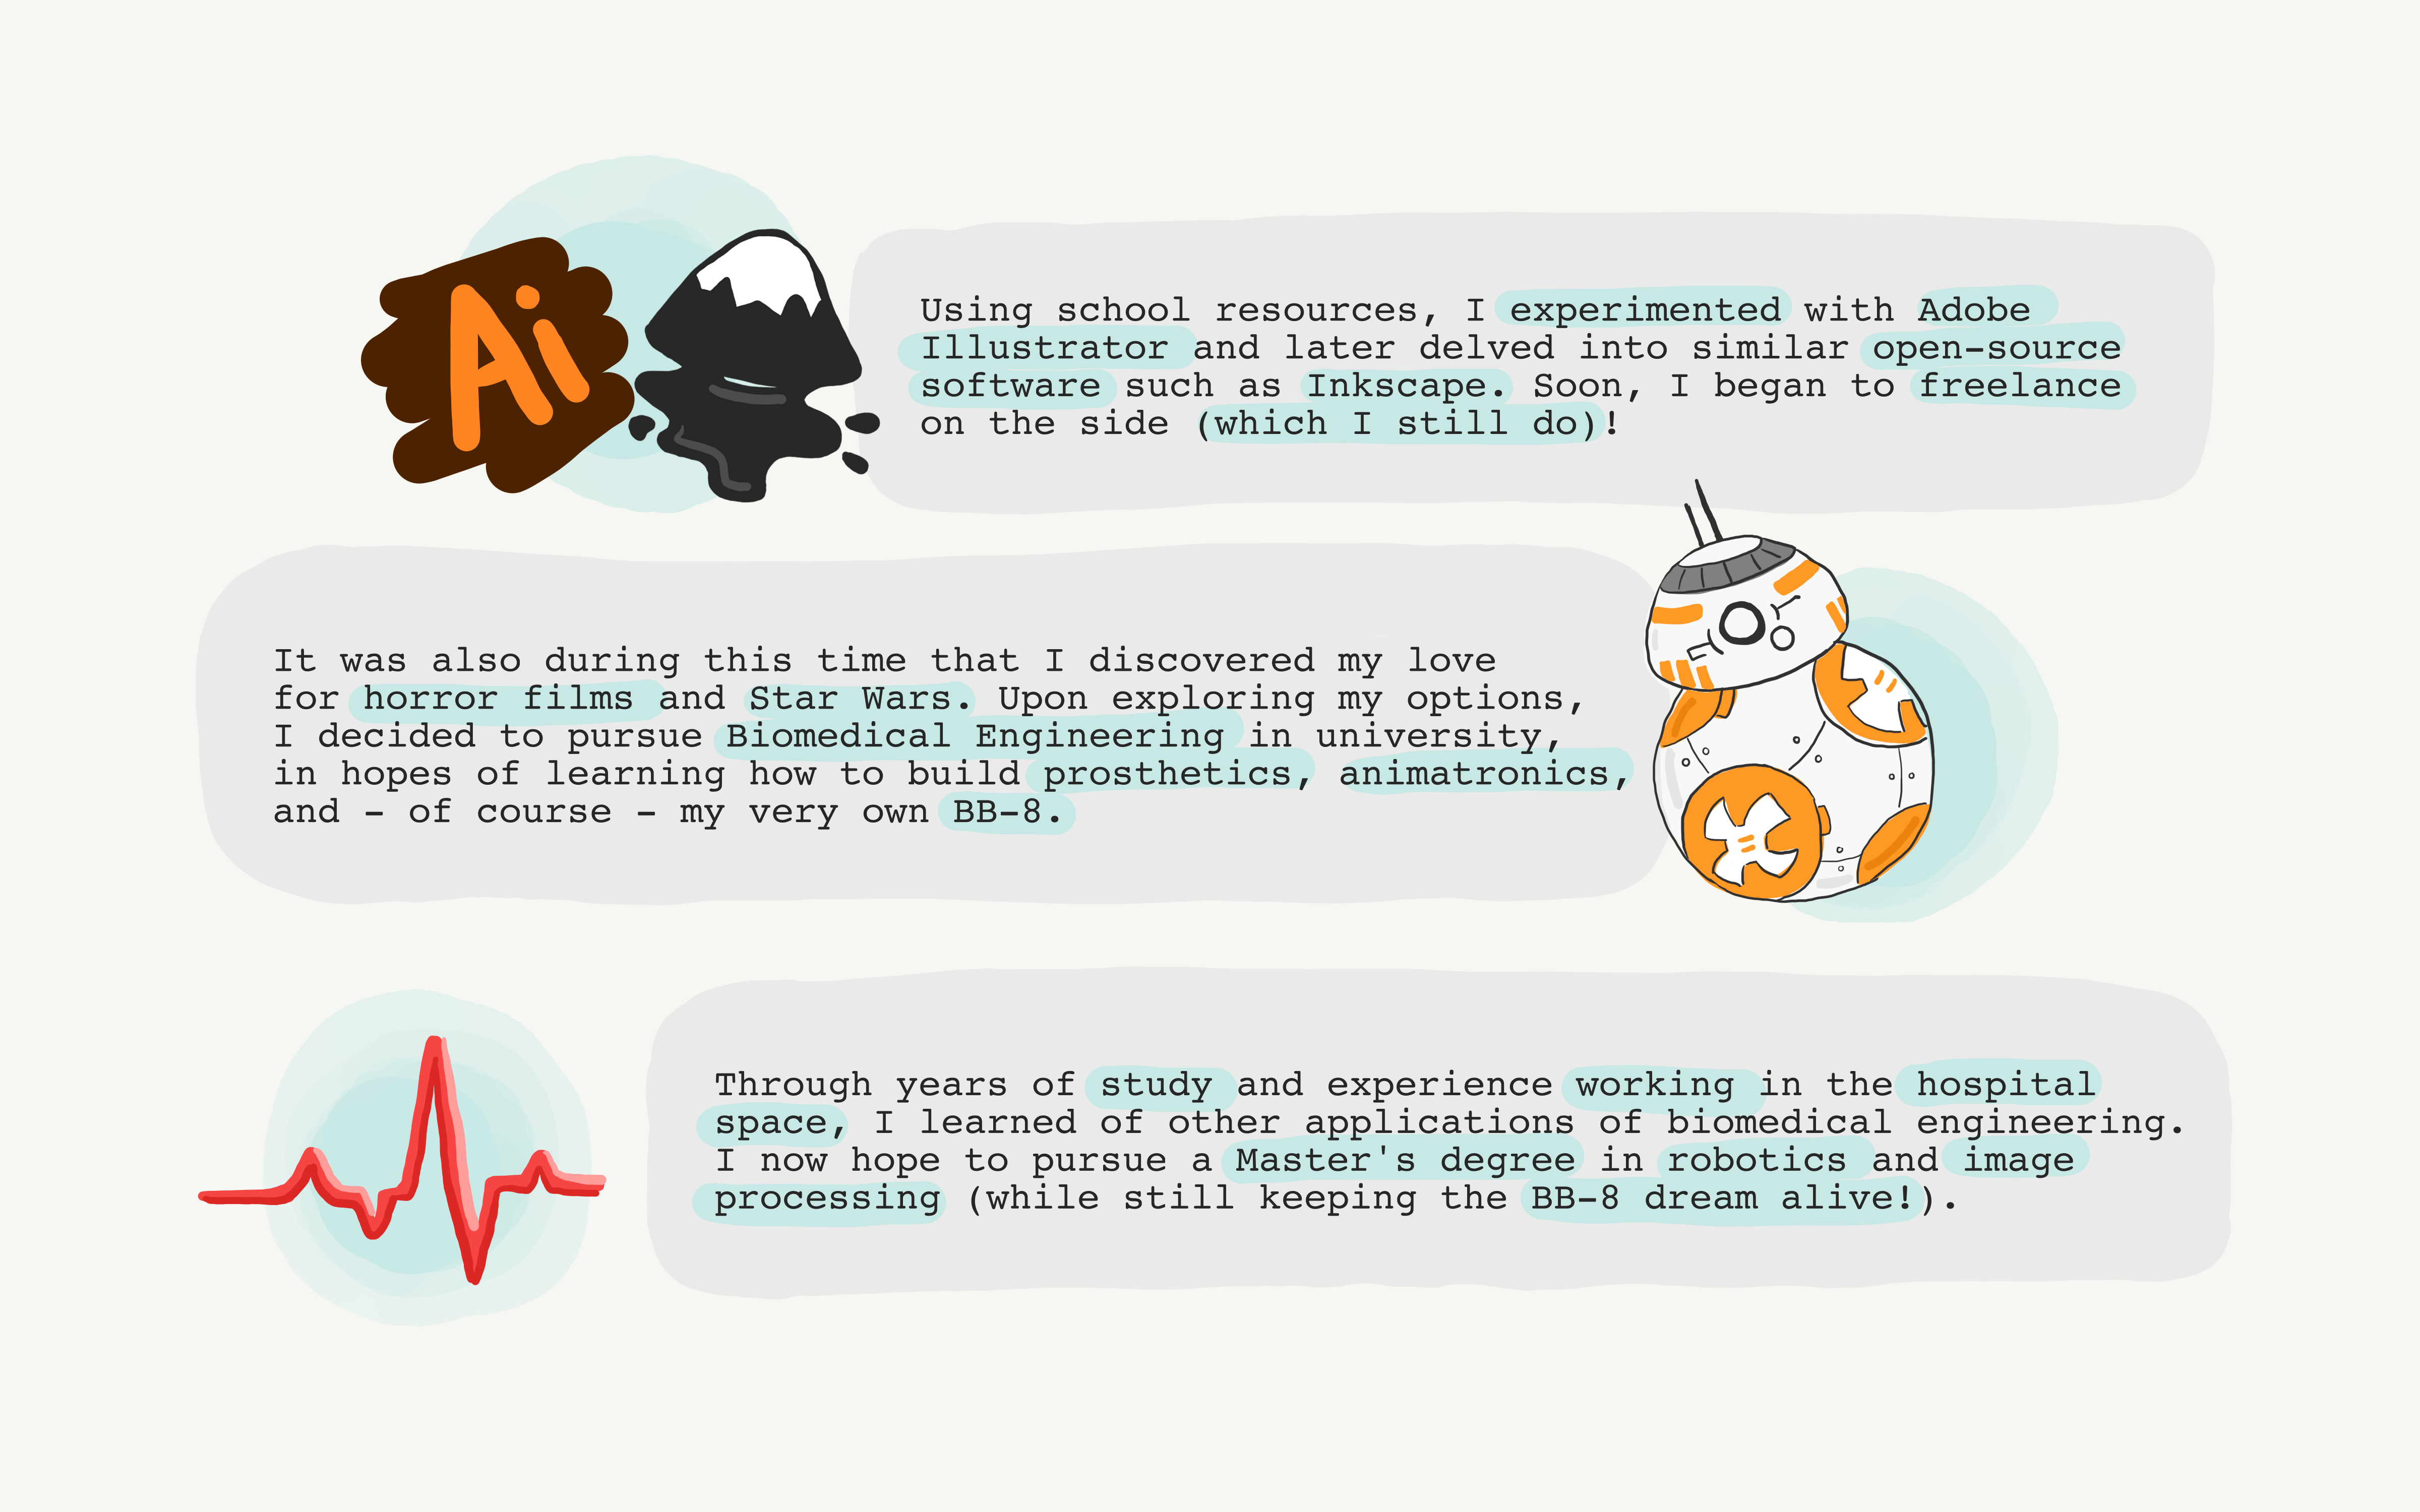 Ai
Using school resources, I experimented with Adobe
Illustrator and later delved into similar open-source
software such as Inkscape. Soon, I began to freelance
on the side (which I still do)!
It was also during this time that I discovered my love
for horror films and Star Wars. Upon exploring my options,
I decided to pursue Biomedical Engineering in university,
in hopes of learning how to build prosthetics, animatronics,
and - of course - my very own BB-8.
Through years of study and experience working in the hospital
space, I learned of other applications of biomedical engineering.
I now hope to pursue a Master's degree in robotics and image
processing (while still keeping the BB-8 dream alive!).